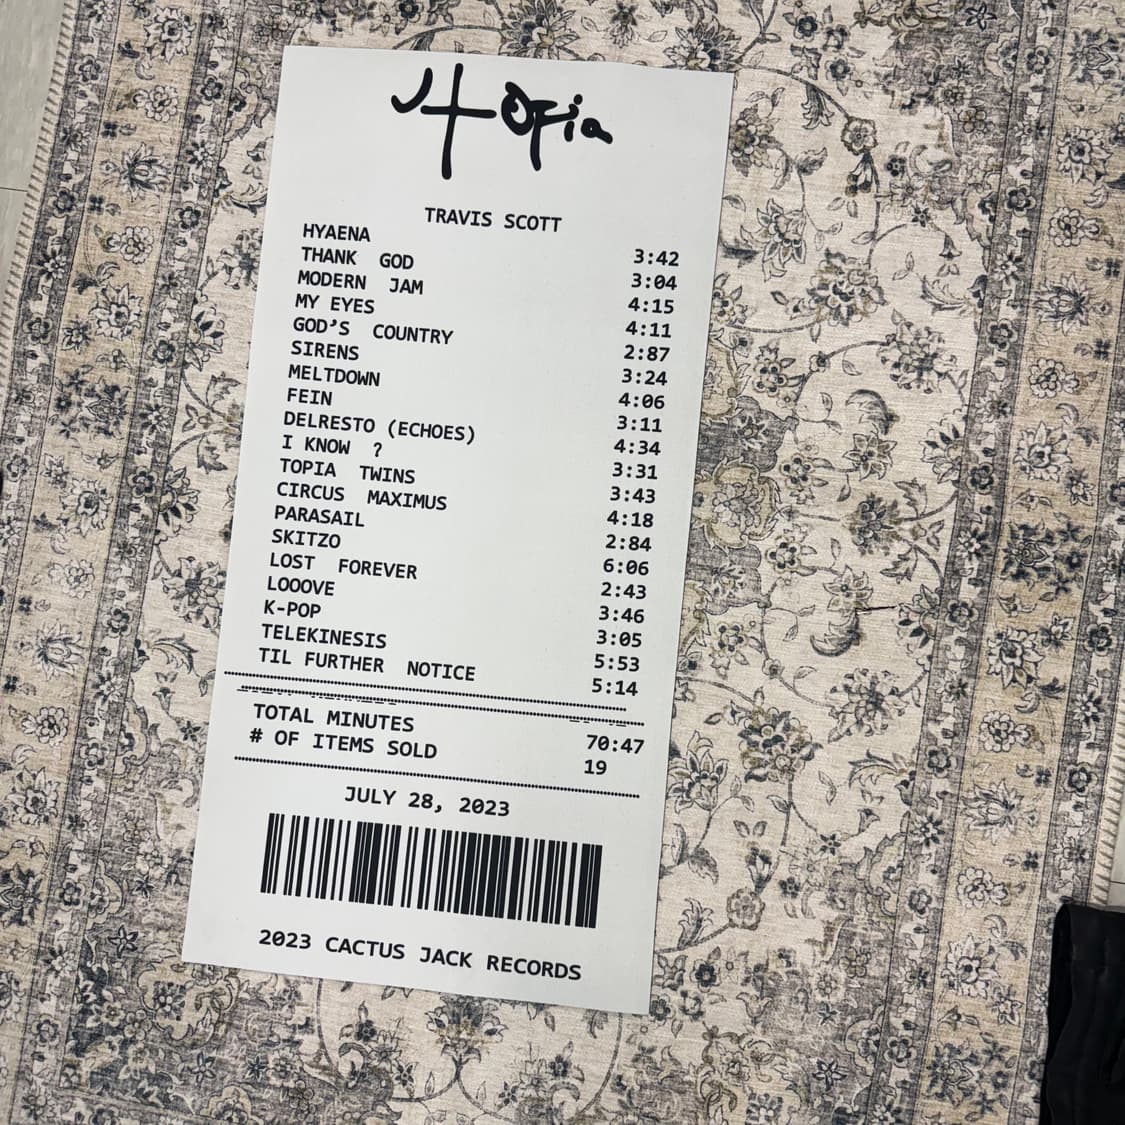 Utopia
TRAVIS SCOTT
HYAENA 3:42
THANK GOD 3:04
MODERN JAM 4:15
MY EYES 4:11
GOD'S COUNTRY 2:87
SIRENS 3:24
MELTDOWN 4:06
FEIN 3:11
DELRESTO (ECHOES) 4:34
I KNOW ? 3:31
TOPIA TWINS 3:43
CIRCUS MAXIMUS 4:18
PARASAIL 2:84
SKITZO 6:06
LOST FOREVER 2:43
LOOOVE 3:46
K-POP 3:05
TELEKINESIS 5:53
TIL FURTHER NOTICE 5:14
TOTAL MINUTES 70:47
# OF ITEMS SOLD 19
JULY 28, 2023
2023 CACTUS JACK RECORDS